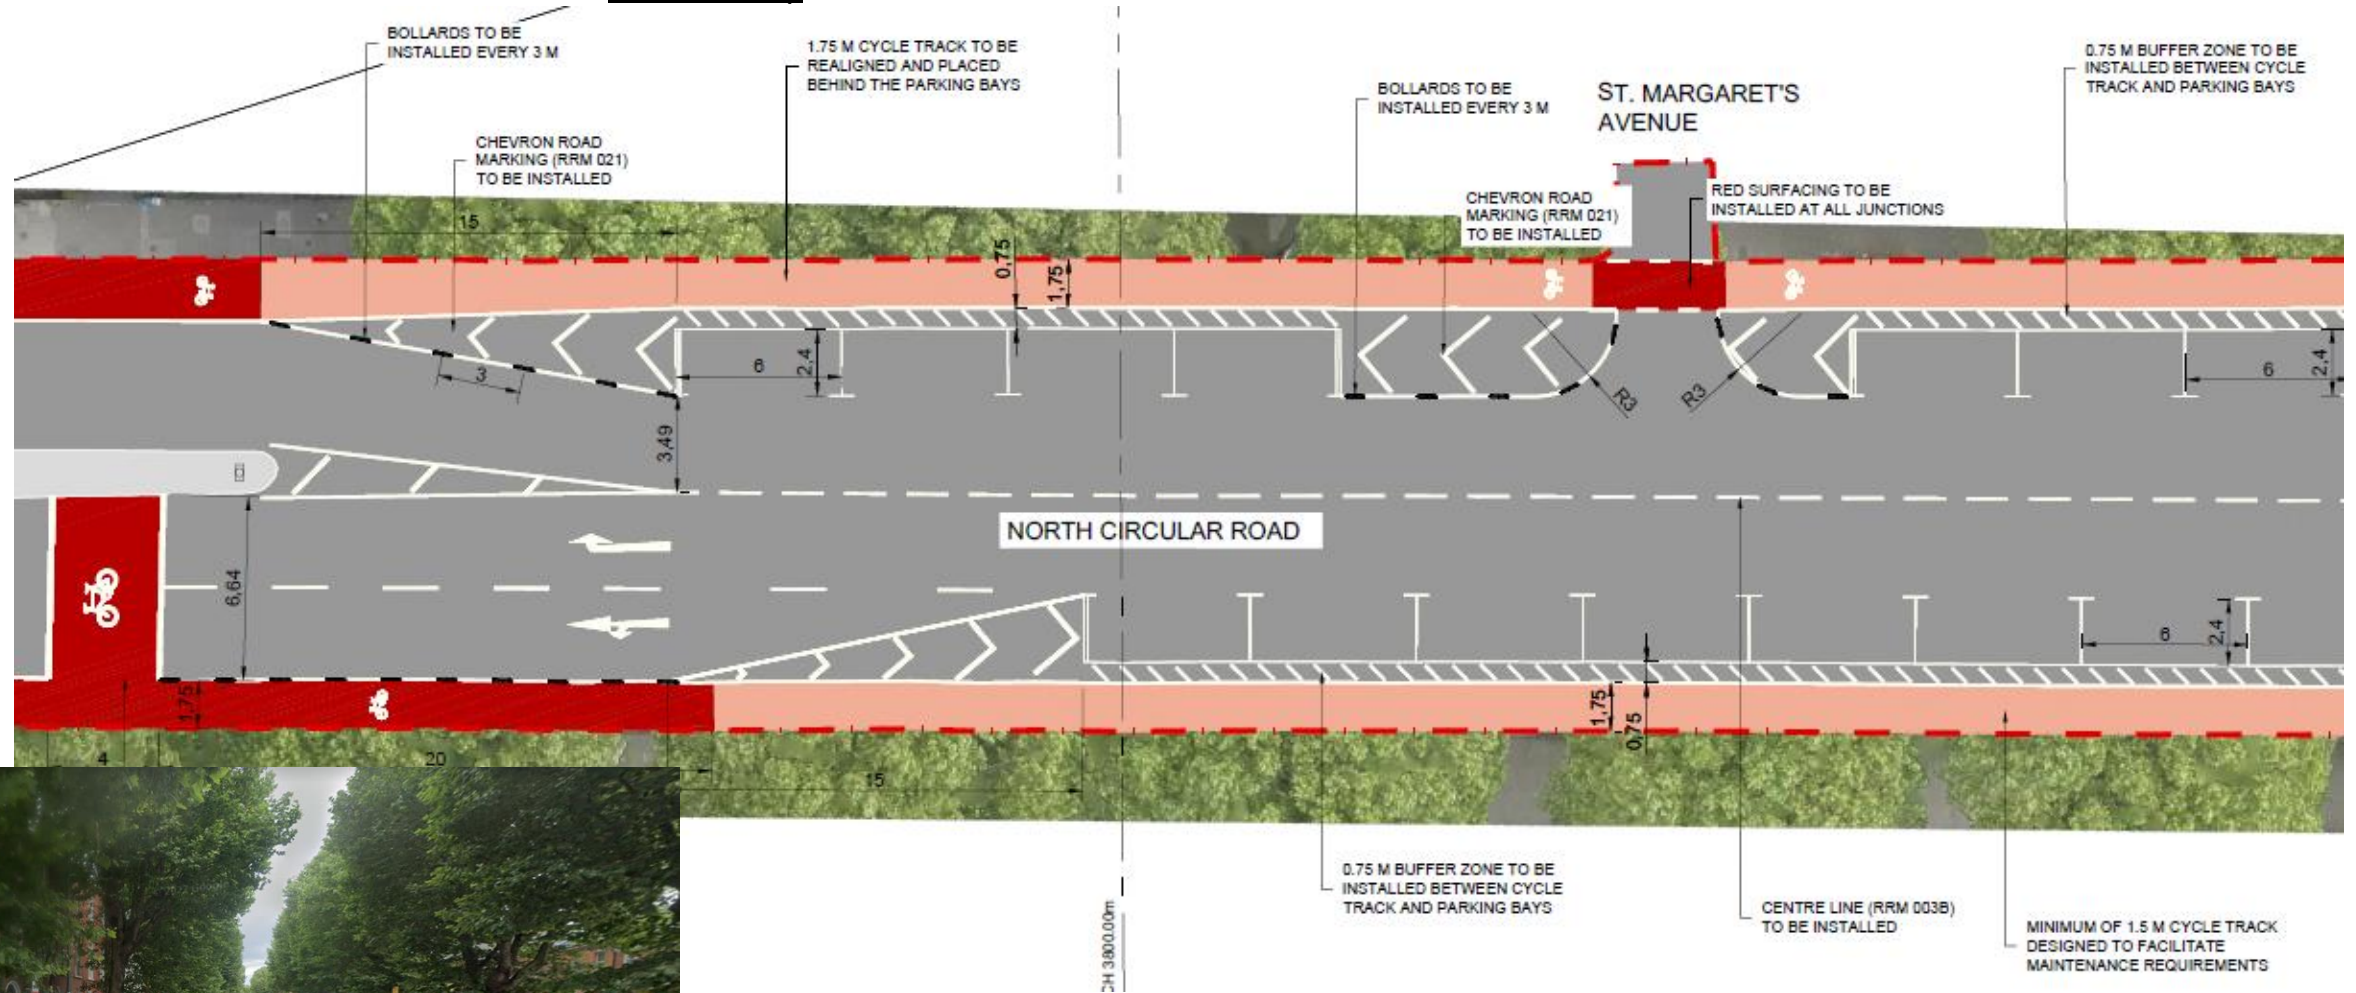 BOLLARDS TO BE
INSTALLED EVERY 3 M
1.75 M CYCLE TRACK TO BE
REALIGNED AND PLACED
BEHIND THE PARKING BAYS
0.75 M BUFFER ZONE TO BE
INSTALLED BETWEEN CYCLE
TRACK AND PARKING BAYS
BOLLARDS TO BE
INSTALLED EVERY 3 M
ST. MARGARET'S
AVENUE
CHEVRON ROAD
MARKING (RRM 021)
TO BE INSTALLED
CHEVRON ROAD
MARKING (RRM 021)
TO BE INSTALLED
RED SURFACING TO BE
INSTALLED AT ALL JUNCTIONS
15
0,75
1,75
3
6
2,4
R3
R3
6
2,4
3,49
NORTH CIRCULAR ROAD
6,64
6
2,4
1,75
1,75
0,75
4
20
15
0.75 M BUFFER ZONE TO BE
INSTALLED BETWEEN CYCLE
TRACK AND PARKING BAYS
CENTRE LINE (RRM 003B)
TO BE INSTALLED
MINIMUM OF 1.5 M CYCLE TRACK
DESIGNED TO FACILITATE
MAINTENANCE REQUIREMENTS
CH 3800.00m